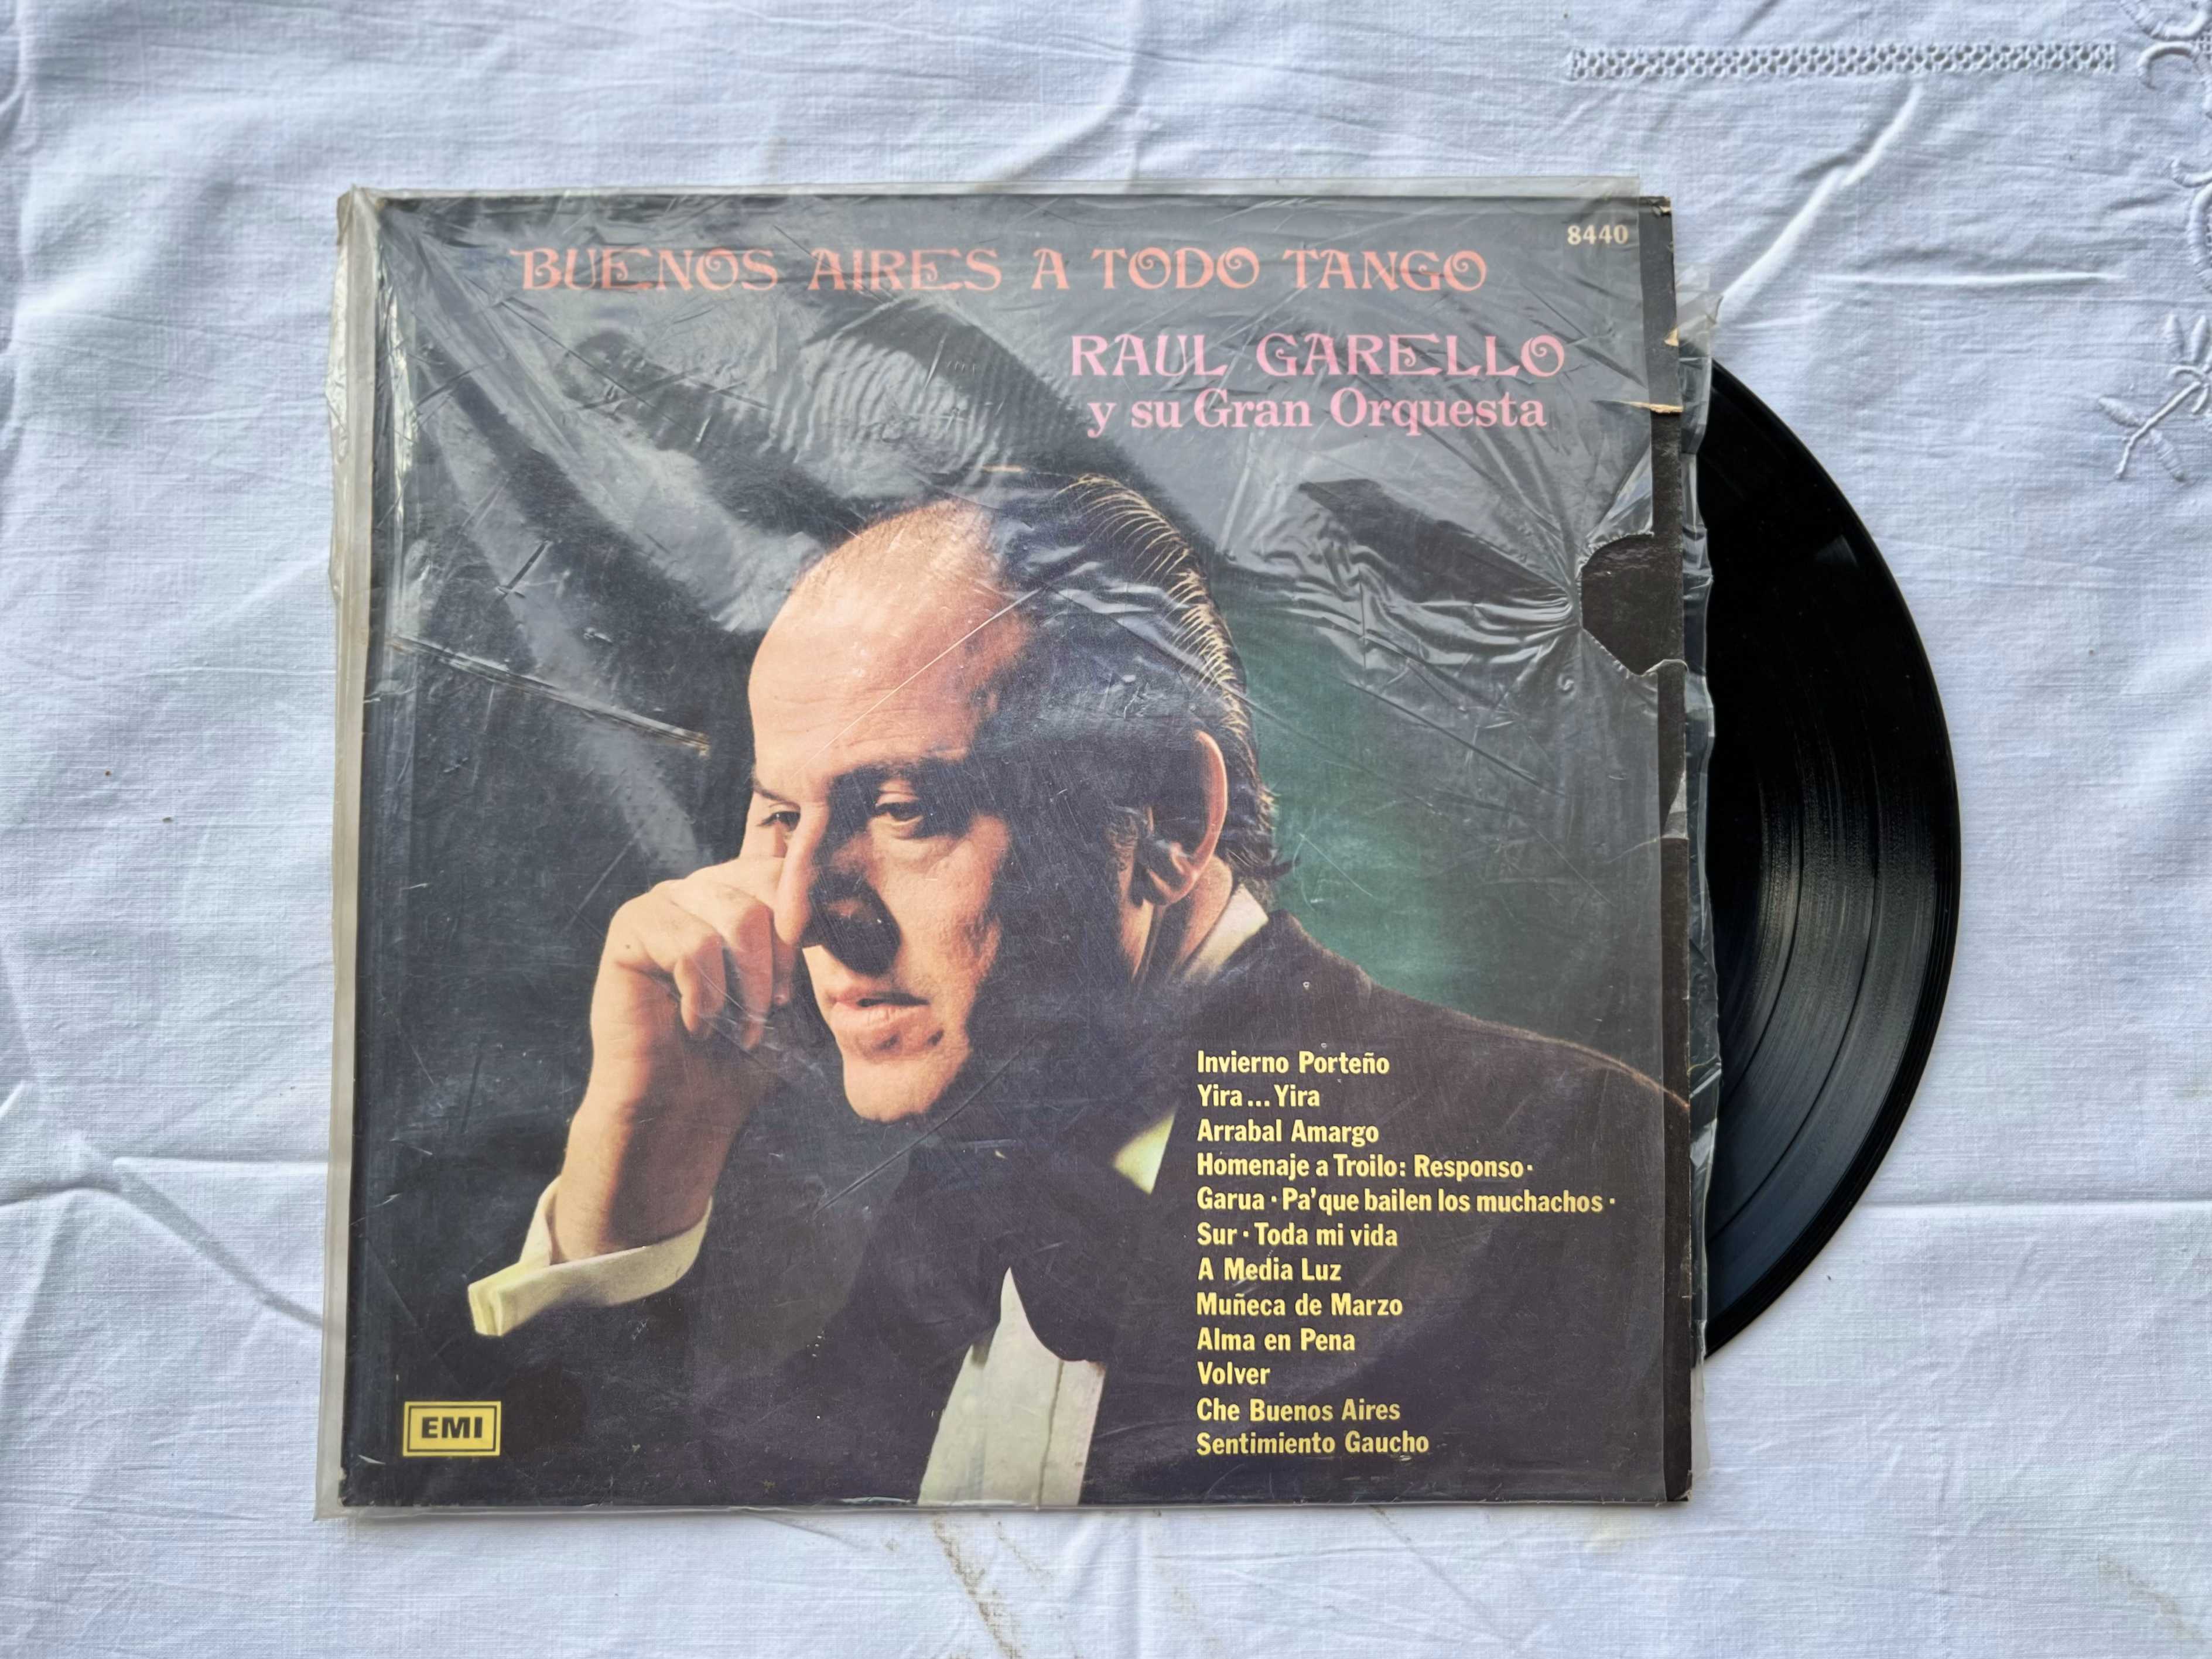 8440
BUENOS AIRES A TODO TANGO
RAUL GARELLO
y su Gran Orquesta
Invierno Porteño
Yira...Yira
Arrabal Amargo
Homenaje a Troilo: Responso·
Garua · Pa'que bailen los muchachos ·
Sur · Toda mi vida
A Media Luz
Muñeca de Marzo
Alma en Pena
Volver
Che Buenos Aires
Sentimiento Gaucho
EMI